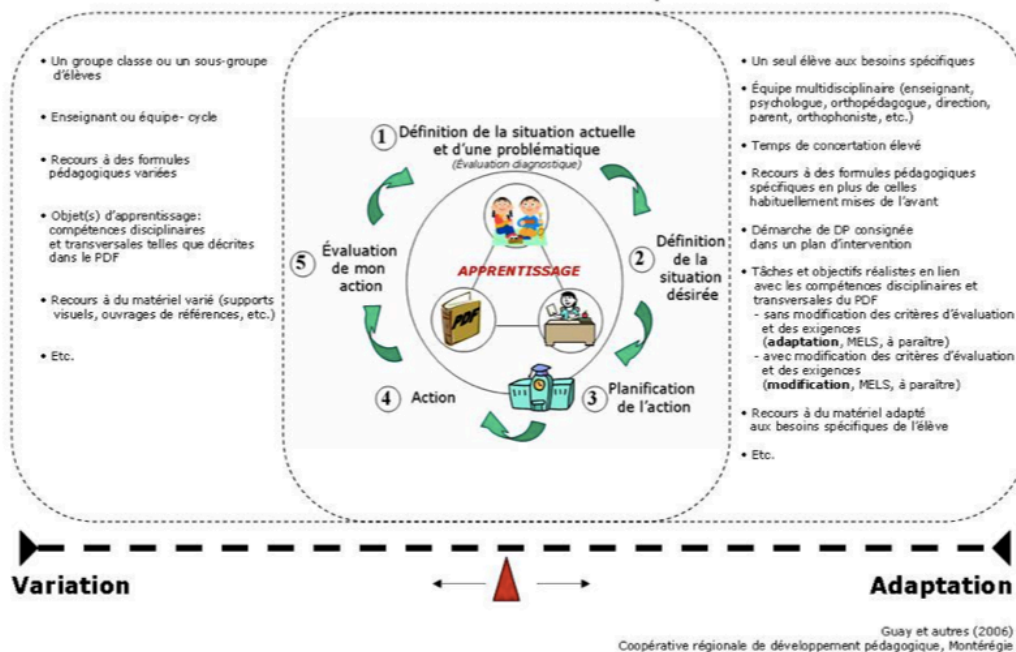 • Un groupe classe ou un sous-groupe
d'élèves
• Enseignant ou équipe- cycle
• Recours à des formules
pédagogiques variées
• Objet(s) d'apprentissage:
compétences disciplinaires
et transversales telles que décrites
dans le PDF
• Recours à du matériel varié (supports
visuels, ouvrages de références, etc.)
• Etc.
1 Définition de la situation actuelle
et d'une problématique
(Évaluation diagnostique)
2 Définition
de la
situation
désirée
3 Planification
de l'action
4 Action
5 Évaluation
de mon
action
APPRENTISSAGE
PDF
• Un seul élève aux besoins spécifiques
• Équipe multidisciplinaire (enseignant,
psychologue, orthopédagogue, direction,
parent, orthophoniste, etc.)
• Temps de concertation élevé
• Recours à des formules pédagogiques
spécifiques en plus de celles
habituellement mises de l'avant
• Démarche de DP consignée
dans un plan d'intervention
• Tâches et objectifs réalistes en lien
avec les compétences disciplinaires et
transversales du PDF
- sans modification des critères d'évaluation
et des exigences
(adaptation, MELS, à paraître)
- avec modification des critères d'évaluation
et des exigences
(modification, MELS, à paraître)
• Recours à du matériel adapté
aux besoins spécifiques de l'élève
• Etc.
Variation
Adaptation
Guay et autres (2006)
Coopérative régionale de développement pédagogique, Montérégie